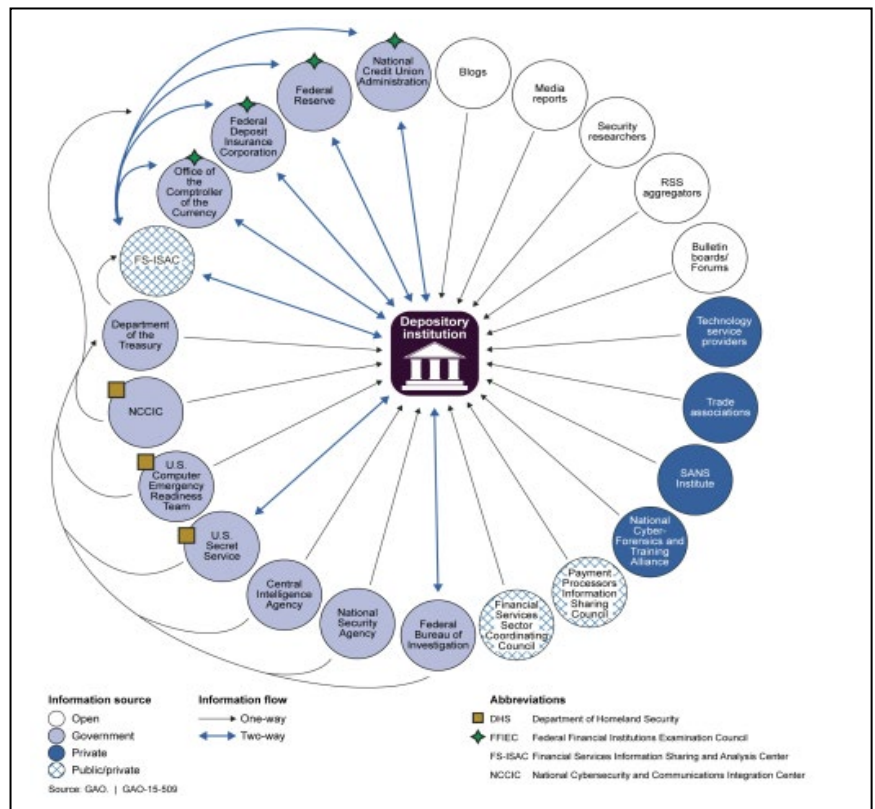 National
Credit Union
Administration
Blogs
Media
reports
Security
researchers
RSS
aggregators
Bulletin
boards/
Forums
Technology
service
providers
Trade
associations
SANS
Institute
National
Cyber-
Forensics and
Training
Alliance
Payment
Processors
Information
Sharing
Council
Financial
Services
Sector
Coordinating
Council
Federal
Bureau of
Investigation
National
Security
Agency
Central
Intelligence
Agency
U.S.
Secret
Service
U.S.
Computer
Emergency
Readiness
Team
NCCIC
Department
of the
Treasury
FS-ISAC
Office of
the
Comptroller
of the
Currency
Federal
Deposit
Insurance
Corporation
Federal
Reserve
Depository
institution
Information source
Open
Government
Private
Public/private
Information flow
One-way
Two-way
Abbreviations
DHS Department of Homeland Security
FFIEC Federal Financial Institutions Examination Council
FS-ISAC Financial Services Information Sharing and Analysis Center
NCCIC National Cybersecurity and Communications Integration Center
Source: GAO. | GAO-15-509